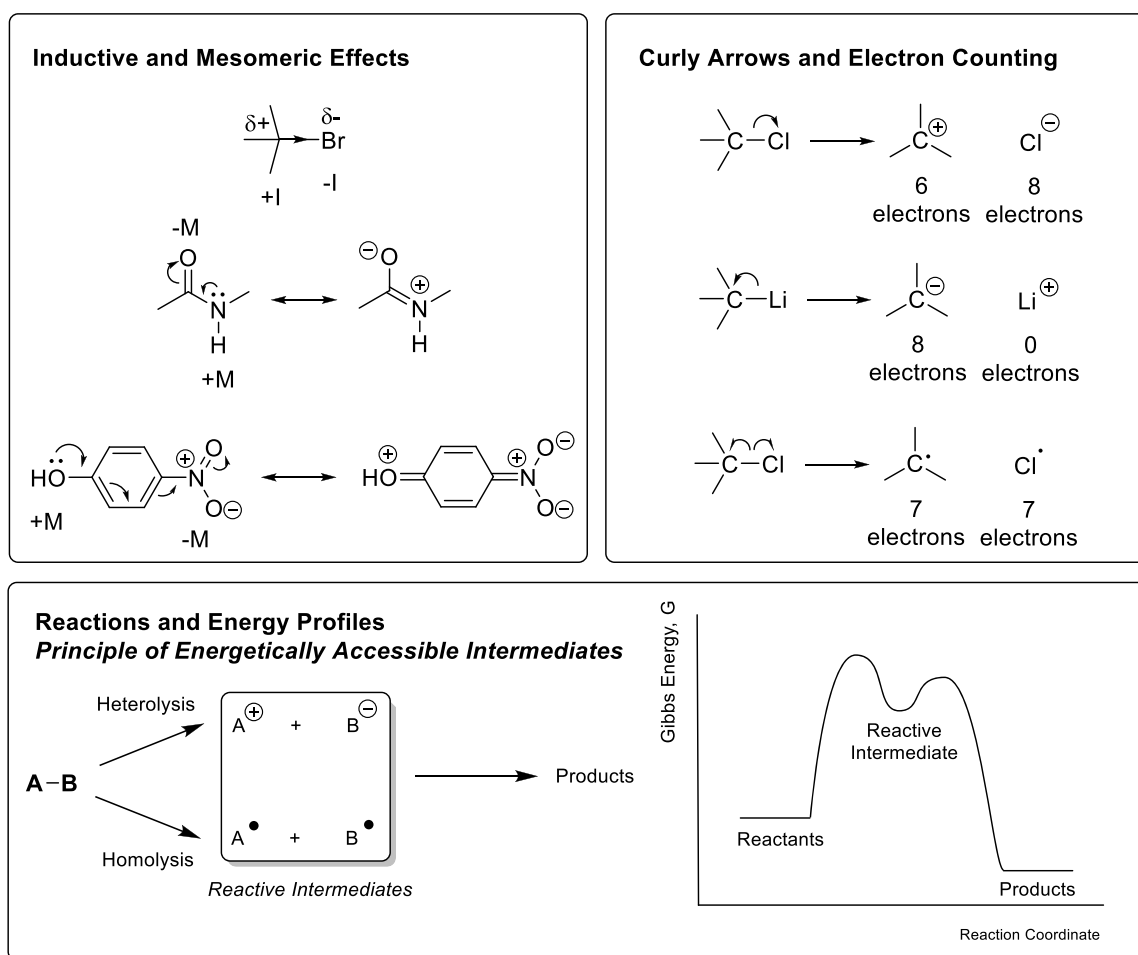 Inductive and Mesomeric Effects
δ+ δ-
Br
+I -I
-M
O ⊖ O
N ⊕ N
H H
+M
HO N ⊕ O O ⊖
+M -M
HO ⊕ N ⊕ O ⊖ O ⊖
Curly Arrows and Electron Counting
C Cl C ⊕ Cl ⊖
6 8
electrons electrons
C Li C ⊖ Li ⊕
8 0
electrons electrons
C Cl C• Cl•
7 7
electrons electrons
Reactions and Energy Profiles
Principle of Energetically Accessible Intermediates
Heterolysis
A ⊕ + B ⊖
A–B
Products
A• + B•
Homolysis
Reactive Intermediates
Gibbs Energy, G
Reactive
Intermediate
Reactants
Products
Reaction Coordinate